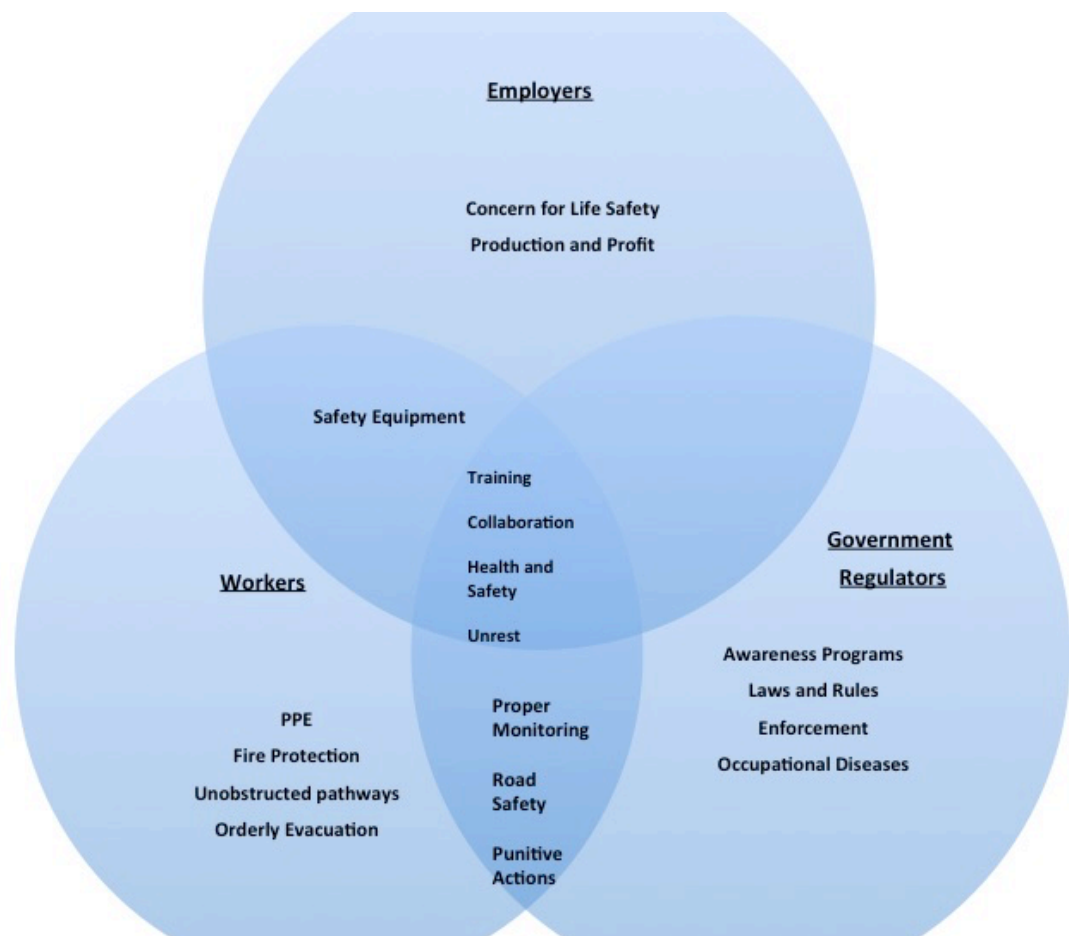 Employers
Concern for Life Safety
Production and Profit
Safety Equipment
Training
Collaboration
Health and
Safety
Unrest
Workers
PPE
Fire Protection
Unobstructed pathways
Orderly Evacuation
Proper
Monitoring
Road
Safety
Punitive
Actions
Government
Regulators
Awareness Programs
Laws and Rules
Enforcement
Occupational Diseases